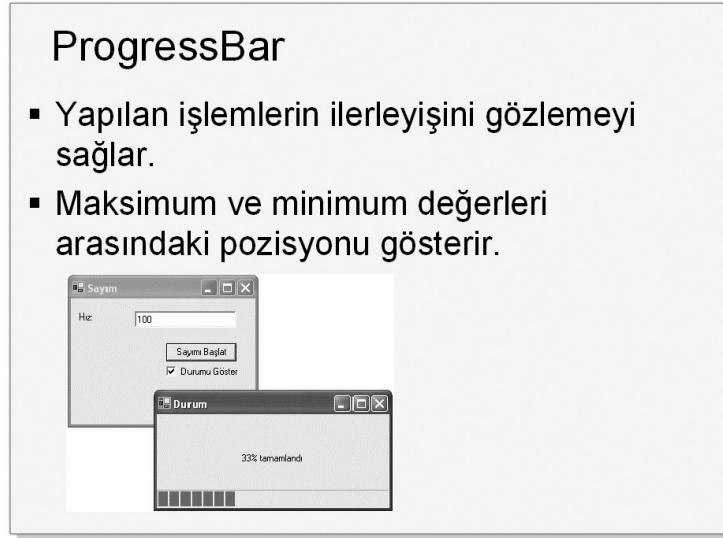 ProgressBar
▪ Yapılan işlemlerin ilerleyişini gözlemeyi
sağlar.
▪ Maksimum ve minimum değerleri
arasındaki pozisyonu gösterir.
Sayım
Hız:
100
Sayımı Başlat
Durumu Göster
Durum
33% tamamlandı